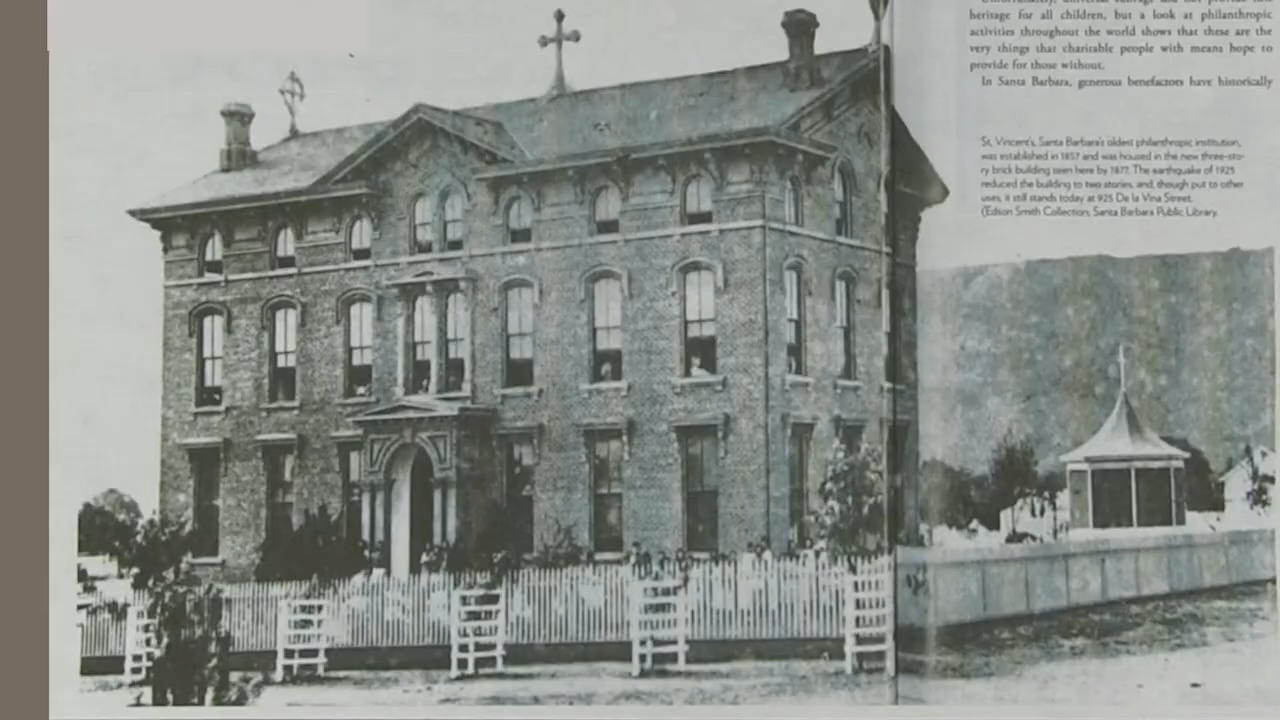 heritage for all children, but a look at philanthropic
activities throughout the world shows that these are the
very things that charitable people with means hope to
provide for those without.
In Santa Barbara, generous benefactors have historically
St. Vincent's, Santa Barbara's oldest philanthropic institution,
was established in 1857 and was housed in the new three-sto-
ry brick building seen here by 1877. The earthquake of 1925
reduced the building to two stories, and, though put to other
uses, it still stands today at 925 De la Vina Street.
(Edson Smith Collection; Santa Barbara Public Library.